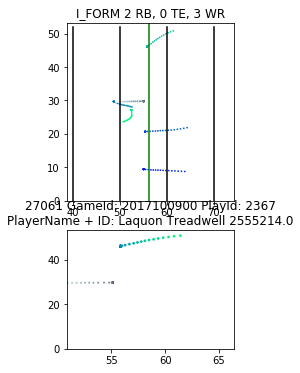 I_FORM 2 RB, 0 TE, 3 WR
50
40
30
20
10
0
40 50 60 70
27061 GameId: 2017100900 PlayId: 2367
PlayerName + ID: Laquon Treadwell 2555214.0
40
20
0
55 60 65